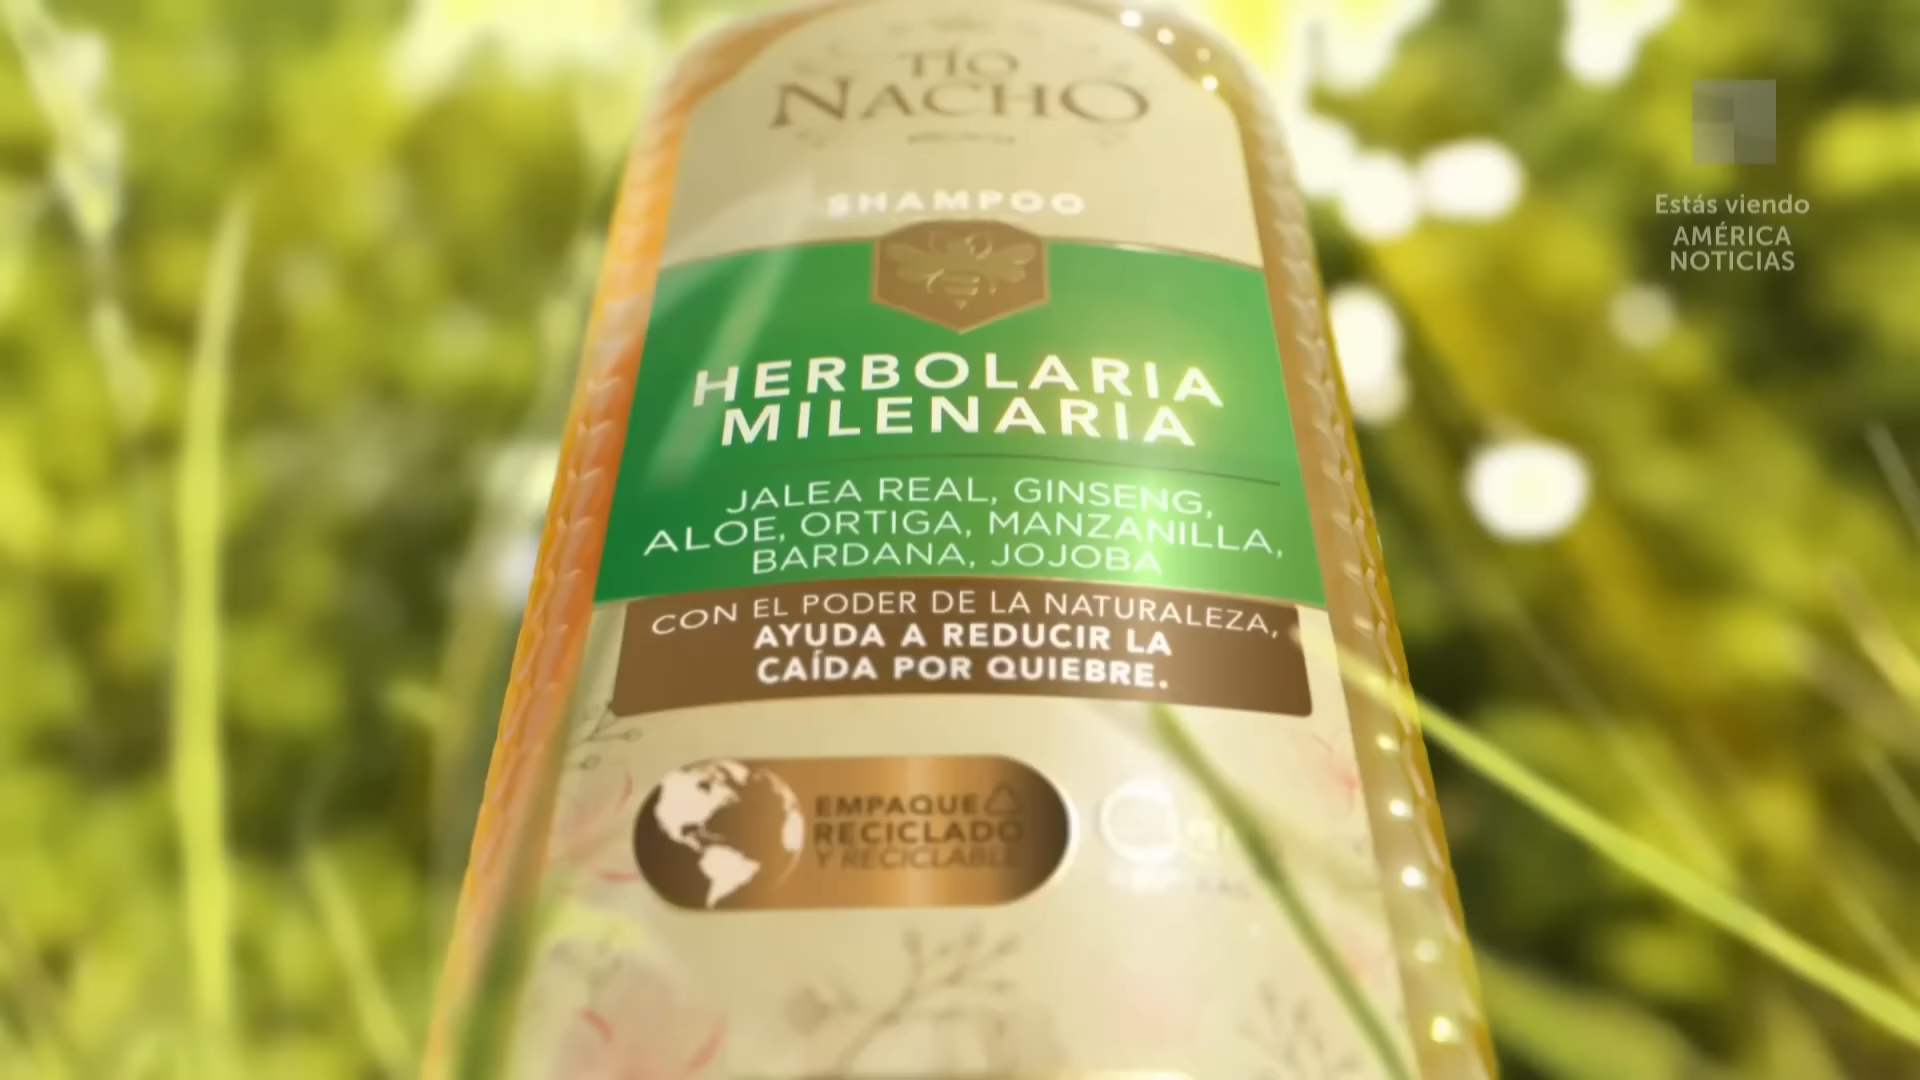 TÍO
NACHO
SHAMPOO
HERBOLARIA
MILENARIA
JALEA REAL, GINSENG,
ALOE, ORTIGA, MANZANILLA,
BARDANA, JOJOBA
CON EL PODER DE LA NATURALEZA,
AYUDA A REDUCIR LA
CAÍDA POR QUIEBRE.
EMPAQUE
RECICLADO
Y RECICLABLE
Estás viendo
AMÉRICA
NOTICIAS